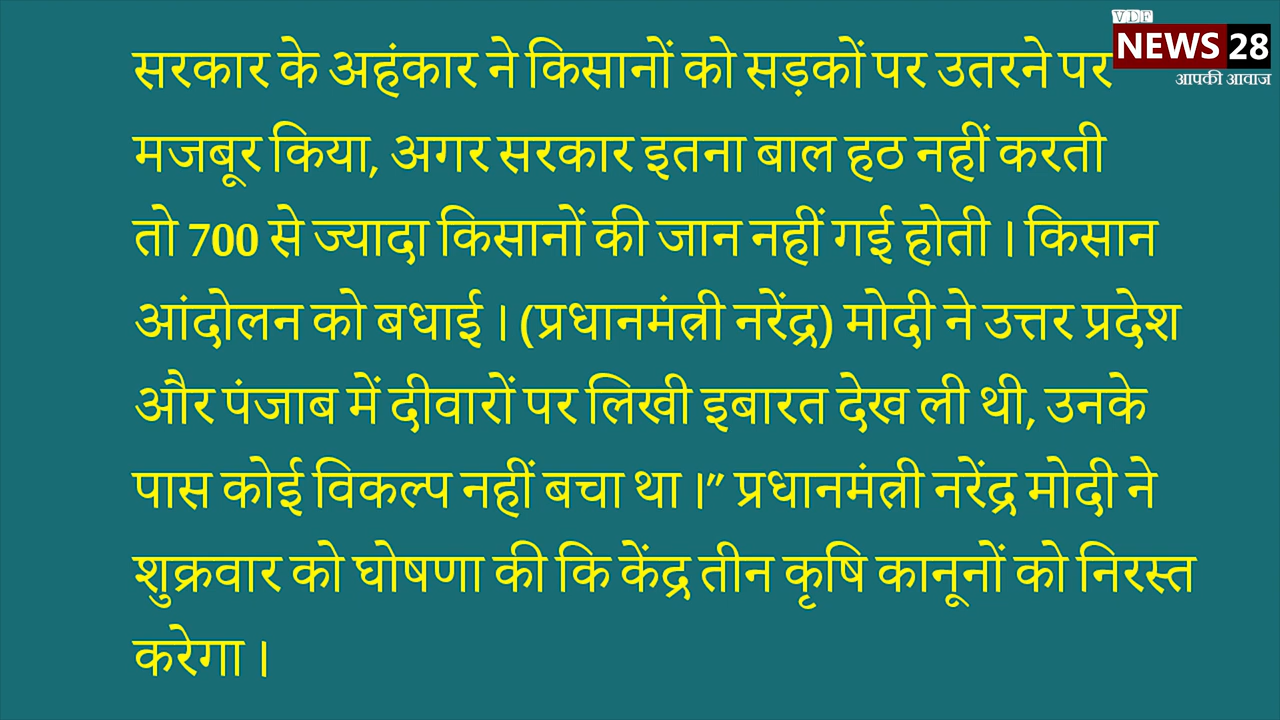 VDF
NEWS 28
आपकी आवाज
सरकार के अहंकार ने किसानों को सड़कों पर उतरने पर
मजबूर किया, अगर सरकार इतना बाल हठ नहीं करती
तो 700 से ज्यादा किसानों की जान नहीं गई होती । किसान
आंदोलन को बधाई । (प्रधानमंत्री नरेंद्र) मोदी ने उत्तर प्रदेश
और पंजाब में दीवारों पर लिखी इबारत देख ली थी, उनके
पास कोई विकल्प नहीं बचा था ।” प्रधानमंत्री नरेंद्र मोदी ने
शुक्रवार को घोषणा की कि केंद्र तीन कृषि कानूनों को निरस्त
करेगा ।